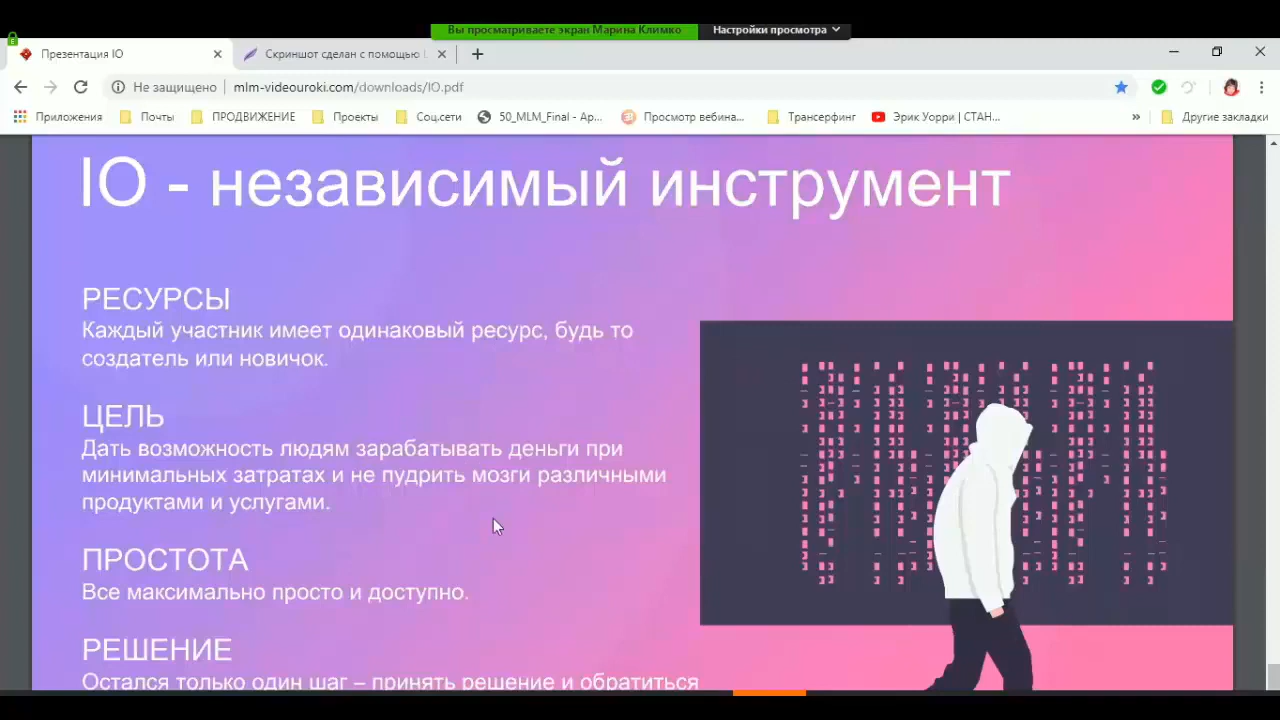 Вы просматриваете экран Марина Климко
Настройки просмотра
Презентация IO
Скриншот сделан с помощью
Не защищено
mlm-videouroki.com/downloads/IO.pdf
Приложения
Почты
ПРОДВИЖЕНИЕ
Проекты
Соц.сети
50_MLM_Final - Ap...
Просмотр вебина...
Трансерфинг
Эрик Уорри | СТАН...
»
Другие закладки
IO - независимый инструмент
РЕСУРСЫ
Каждый участник имеет одинаковый ресурс, будь то
создатель или новичок.
ЦЕЛЬ
Дать возможность людям зарабатывать деньги при
минимальных затратах и не пудрить мозги различными
продуктами и услугами.
ПРОСТОТА
Все максимально просто и доступно.
РЕШЕНИЕ
Остался только один шаг – принять решение и обратиться